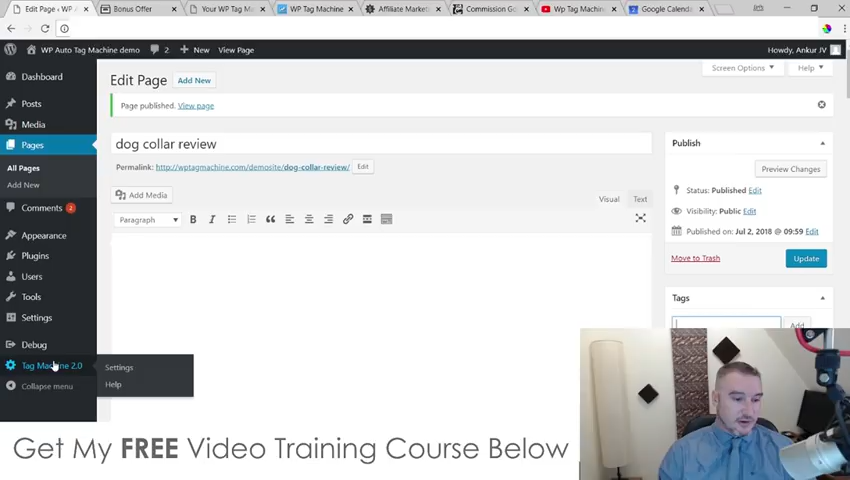 Edit Page ‹ WP A
Bonus Offer
Your WP Tag Machine
WP Tag Machine
Affiliate Market
Commission Go
Wp Tag Machine
Google Calenda
WP Auto Tag Machine demo
2
New
View Page
Howdy, Ankur JV
Dashboard
Posts
Media
Pages
All Pages
Add New
Comments 2
Appearance
Plugins
Users
Tools
Settings
Debug
Tag Machine 2.0
Collapse menu
Settings
Help
Screen Options
Help
Edit Page
Add New
Page published. View page
dog collar review
Permalink: http://wptagmachine.com/demosite/dog-collar-review/ Edit
Add Media
Visual
Text
Paragraph
B I
Publish
Preview Changes
Status: Published Edit
Visibility: Public Edit
Published on: Jul 2, 2018 @ 09:59 Edit
Move to Trash
Update
Tags
Add
Get My FREE Video Training Course Below